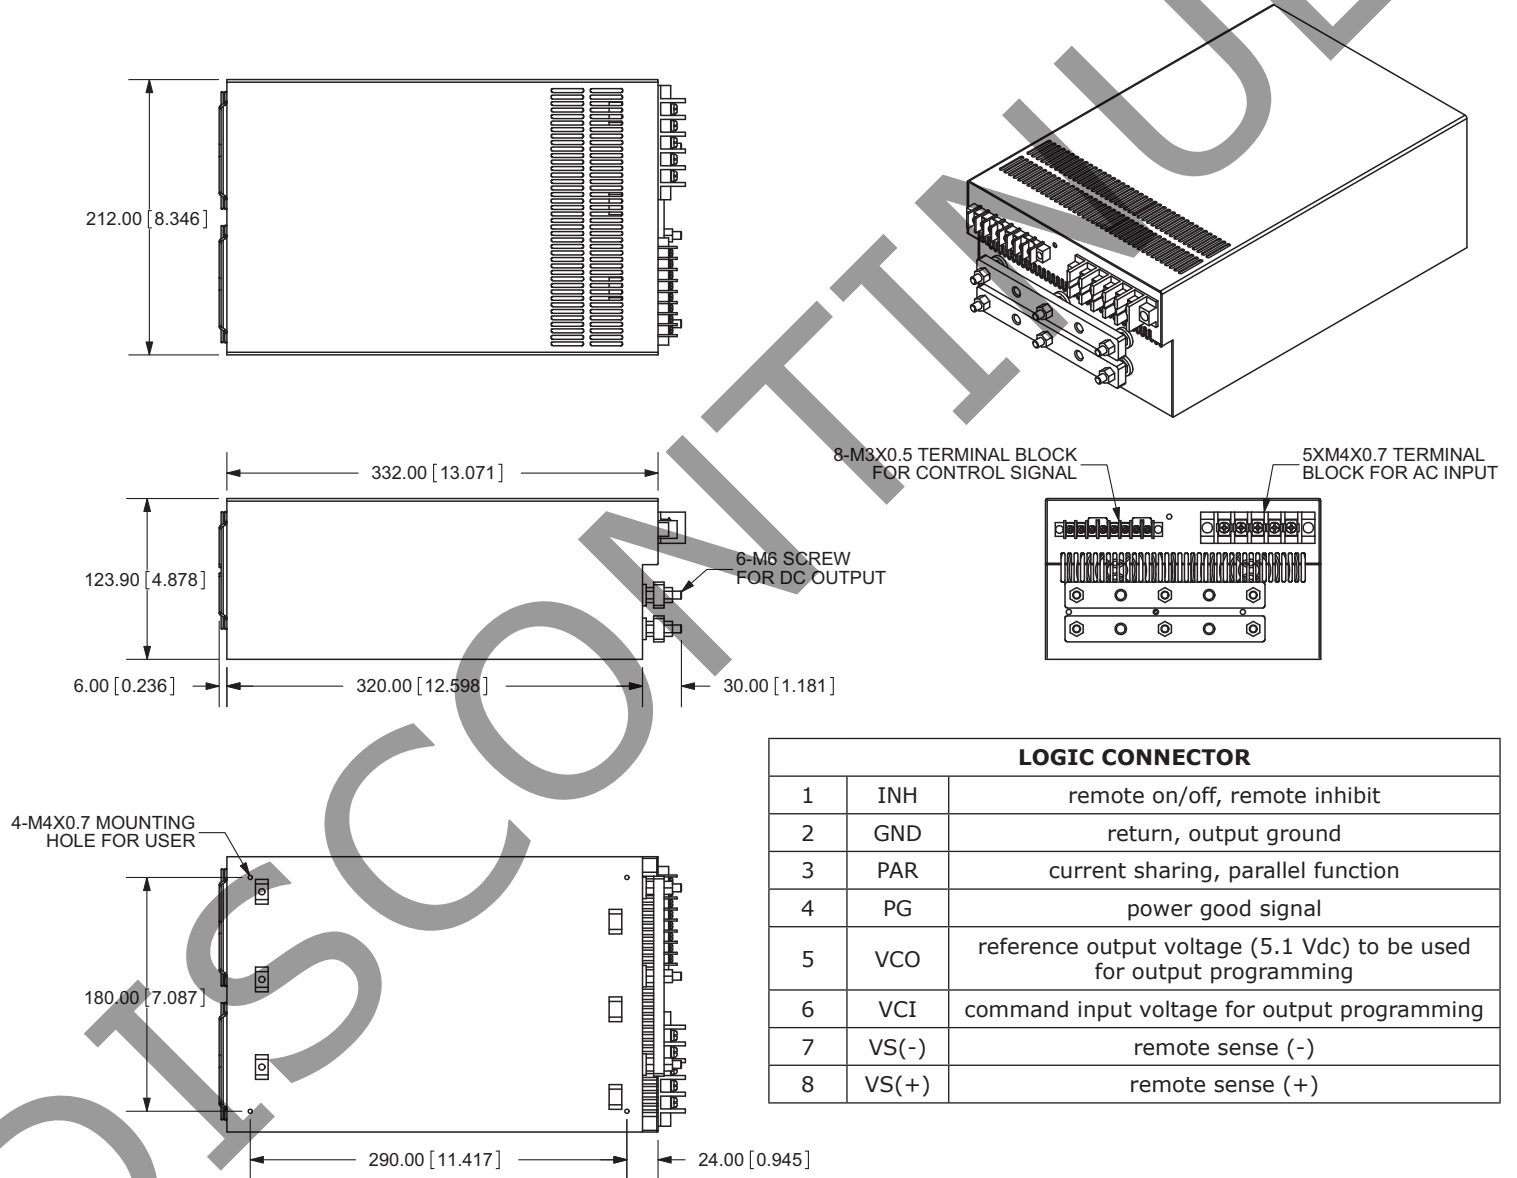 212.00 [8.346]
332.00 [13.071]
8-M3X0.5 TERMINAL BLOCK
FOR CONTROL SIGNAL
5XM4X0.7 TERMINAL
BLOCK FOR AC INPUT
123.90 [4.878]
6-M6 SCREW
FOR DC OUTPUT
6.00 [0.236]
320.00 [12.598]
30.00 [1.181]
4-M4X0.7 MOUNTING
HOLE FOR USER
180.00 [7.087]
290.00 [11.417]
24.00 [0.945]
LOGIC CONNECTOR
1 INH remote on/off, remote inhibit
2 GND return, output ground
3 PAR current sharing, parallel function
4 PG power good signal
5 VCO reference output voltage (5.1 Vdc) to be used
for output programming
6 VCI command input voltage for output programming
7 VS(-) remote sense (-)
8 VS(+) remote sense (+)
DISCONTINUE